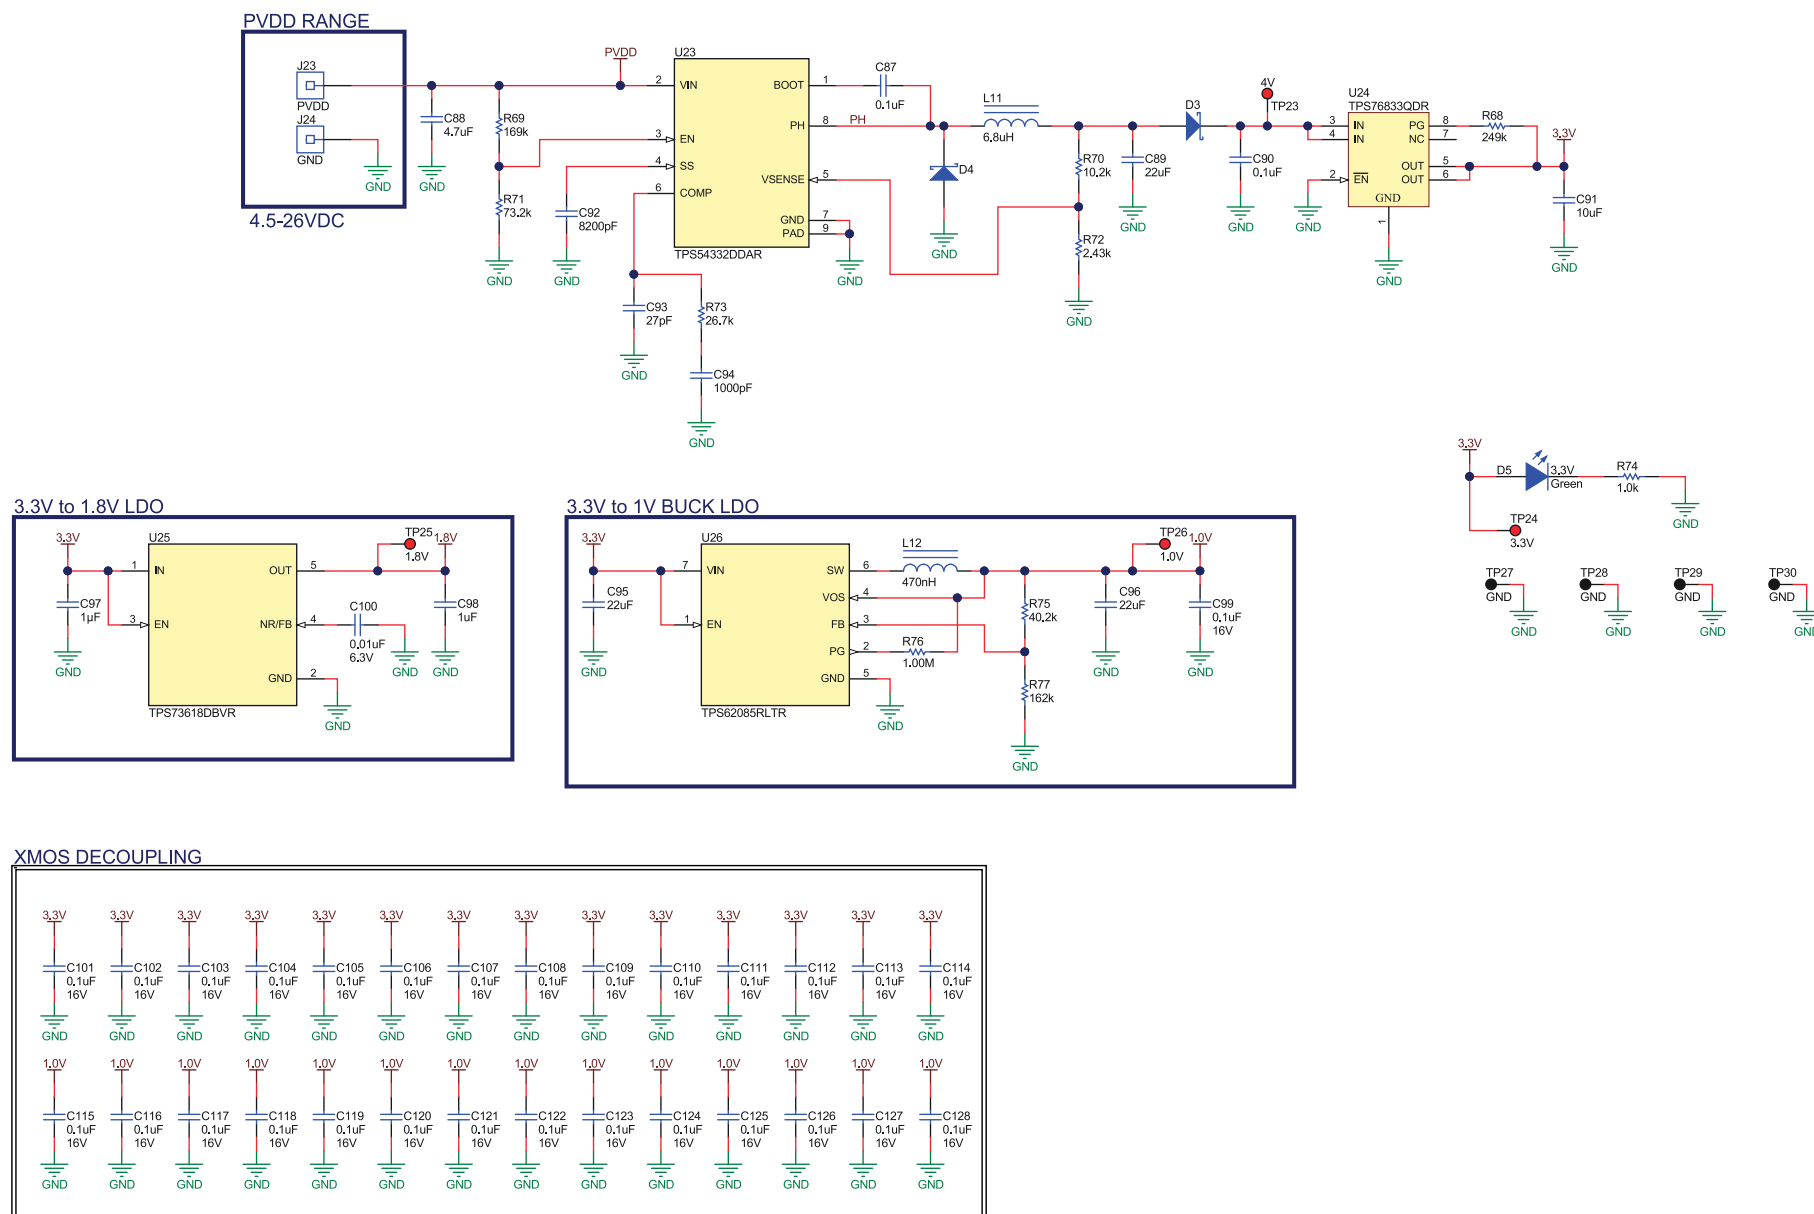 PVDD RANGE
J23
PVDD
J24
GND
GND
4.5-26VDC
C88
4.7uF
GND
R69
169k
R71
73.2k
GND
PVDD
C92
8200pF
GND
U23
2 VIN
3 EN
4 SS
6 COMP
BOOT 1
PH 8
VSENSE 5
GND 7
PAD 9
TPS54332DDAR
GND
C93
27pF
GND
R73
26.7k
C94
1000pF
GND
C87
0.1uF
PH
D4
GND
L11
6.8uH
R70
10.2k
R72
2.43k
GND
C89
22uF
GND
D3
C90
0.1uF
GND
4V
TP23
U24
TPS76833QDR
3 IN
4 IN
2 EN
PG 8
NC 7
OUT 5
OUT 6
GND
1
GND
GND
R68
249k
3.3V
C91
10uF
GND
3.3V
D5
3.3V
Green
R74
1.0k
GND
TP24
3.3V
TP27
GND
GND
TP28
GND
GND
TP29
GND
GND
TP30
GND
GND
3.3V to 1.8V LDO
3.3V
C97
1µF
GND
U25
1 IN
3 EN
OUT 5
NR/FB 4
GND 2
TPS73618DBVR
GND
C100
0.01uF
6.3V
GND
TP25
1.8V
1.8V
C98
1uF
GND
3.3V to 1V BUCK LDO
3.3V
C95
22uF
GND
U26
7 VIN
1 EN
SW 6
VOS 4
FB 3
PG 2
GND 5
TPS62085RLTR
GND
L12
470nH
R76
1.00M
R75
40.2k
R77
162k
GND
C96
22uF
GND
TP26
1.0V
1.0V
C99
0.1uF
16V
GND
XMOS DECOUPLING
3.3V 3.3V 3.3V 3.3V 3.3V 3.3V 3.3V 3.3V 3.3V 3.3V 3.3V 3.3V 3.3V 3.3V
C101 C102 C103 C104 C105 C106 C107 C108 C109 C110 C111 C112 C113 C114
0.1uF 0.1uF 0.1uF 0.1uF 0.1uF 0.1uF 0.1uF 0.1uF 0.1uF 0.1uF 0.1uF 0.1uF 0.1uF 0.1uF
16V 16V 16V 16V 16V 16V 16V 16V 16V 16V 16V 16V 16V 16V
GND GND GND GND GND GND GND GND GND GND GND GND GND GND
1.0V 1.0V 1.0V 1.0V 1.0V 1.0V 1.0V 1.0V 1.0V 1.0V 1.0V 1.0V 1.0V 1.0V
C115 C116 C117 C118 C119 C120 C121 C122 C123 C124 C125 C126 C127 C128
0.1uF 0.1uF 0.1uF 0.1uF 0.1uF 0.1uF 0.1uF 0.1uF 0.1uF 0.1uF 0.1uF 0.1uF 0.1uF 0.1uF
16V 16V 16V 16V 16V 16V 16V 16V 16V 16V 16V 16V 16V 16V
GND GND GND GND GND GND GND GND GND GND GND GND GND GND